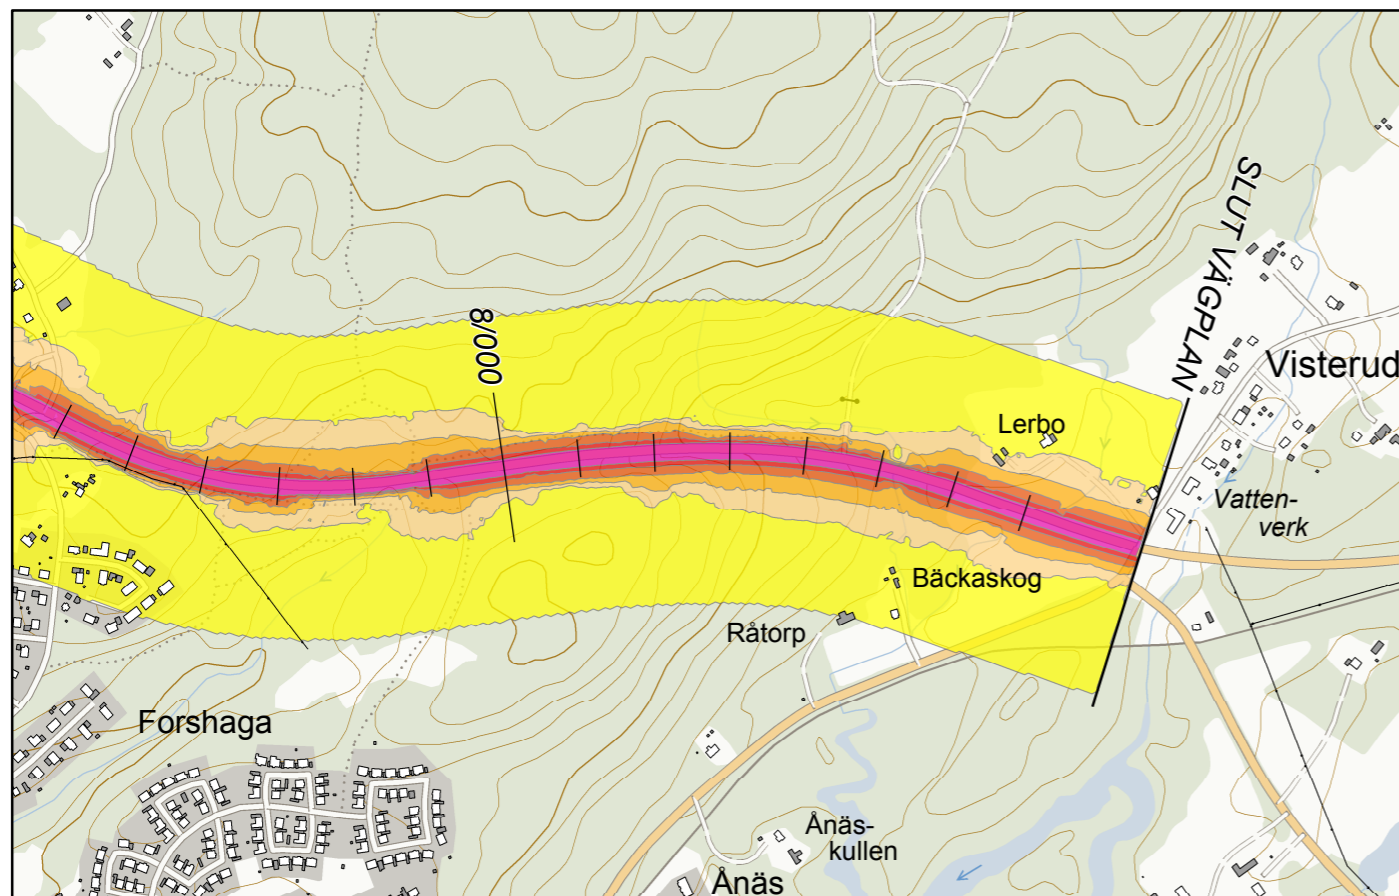 8/000
SLUT VÄGPLAN
Visterud
Lerbo
Vatten-
verk
Bäckaskog
Råtorp
Forshaga
Ånäs-
kullen
Ånäs